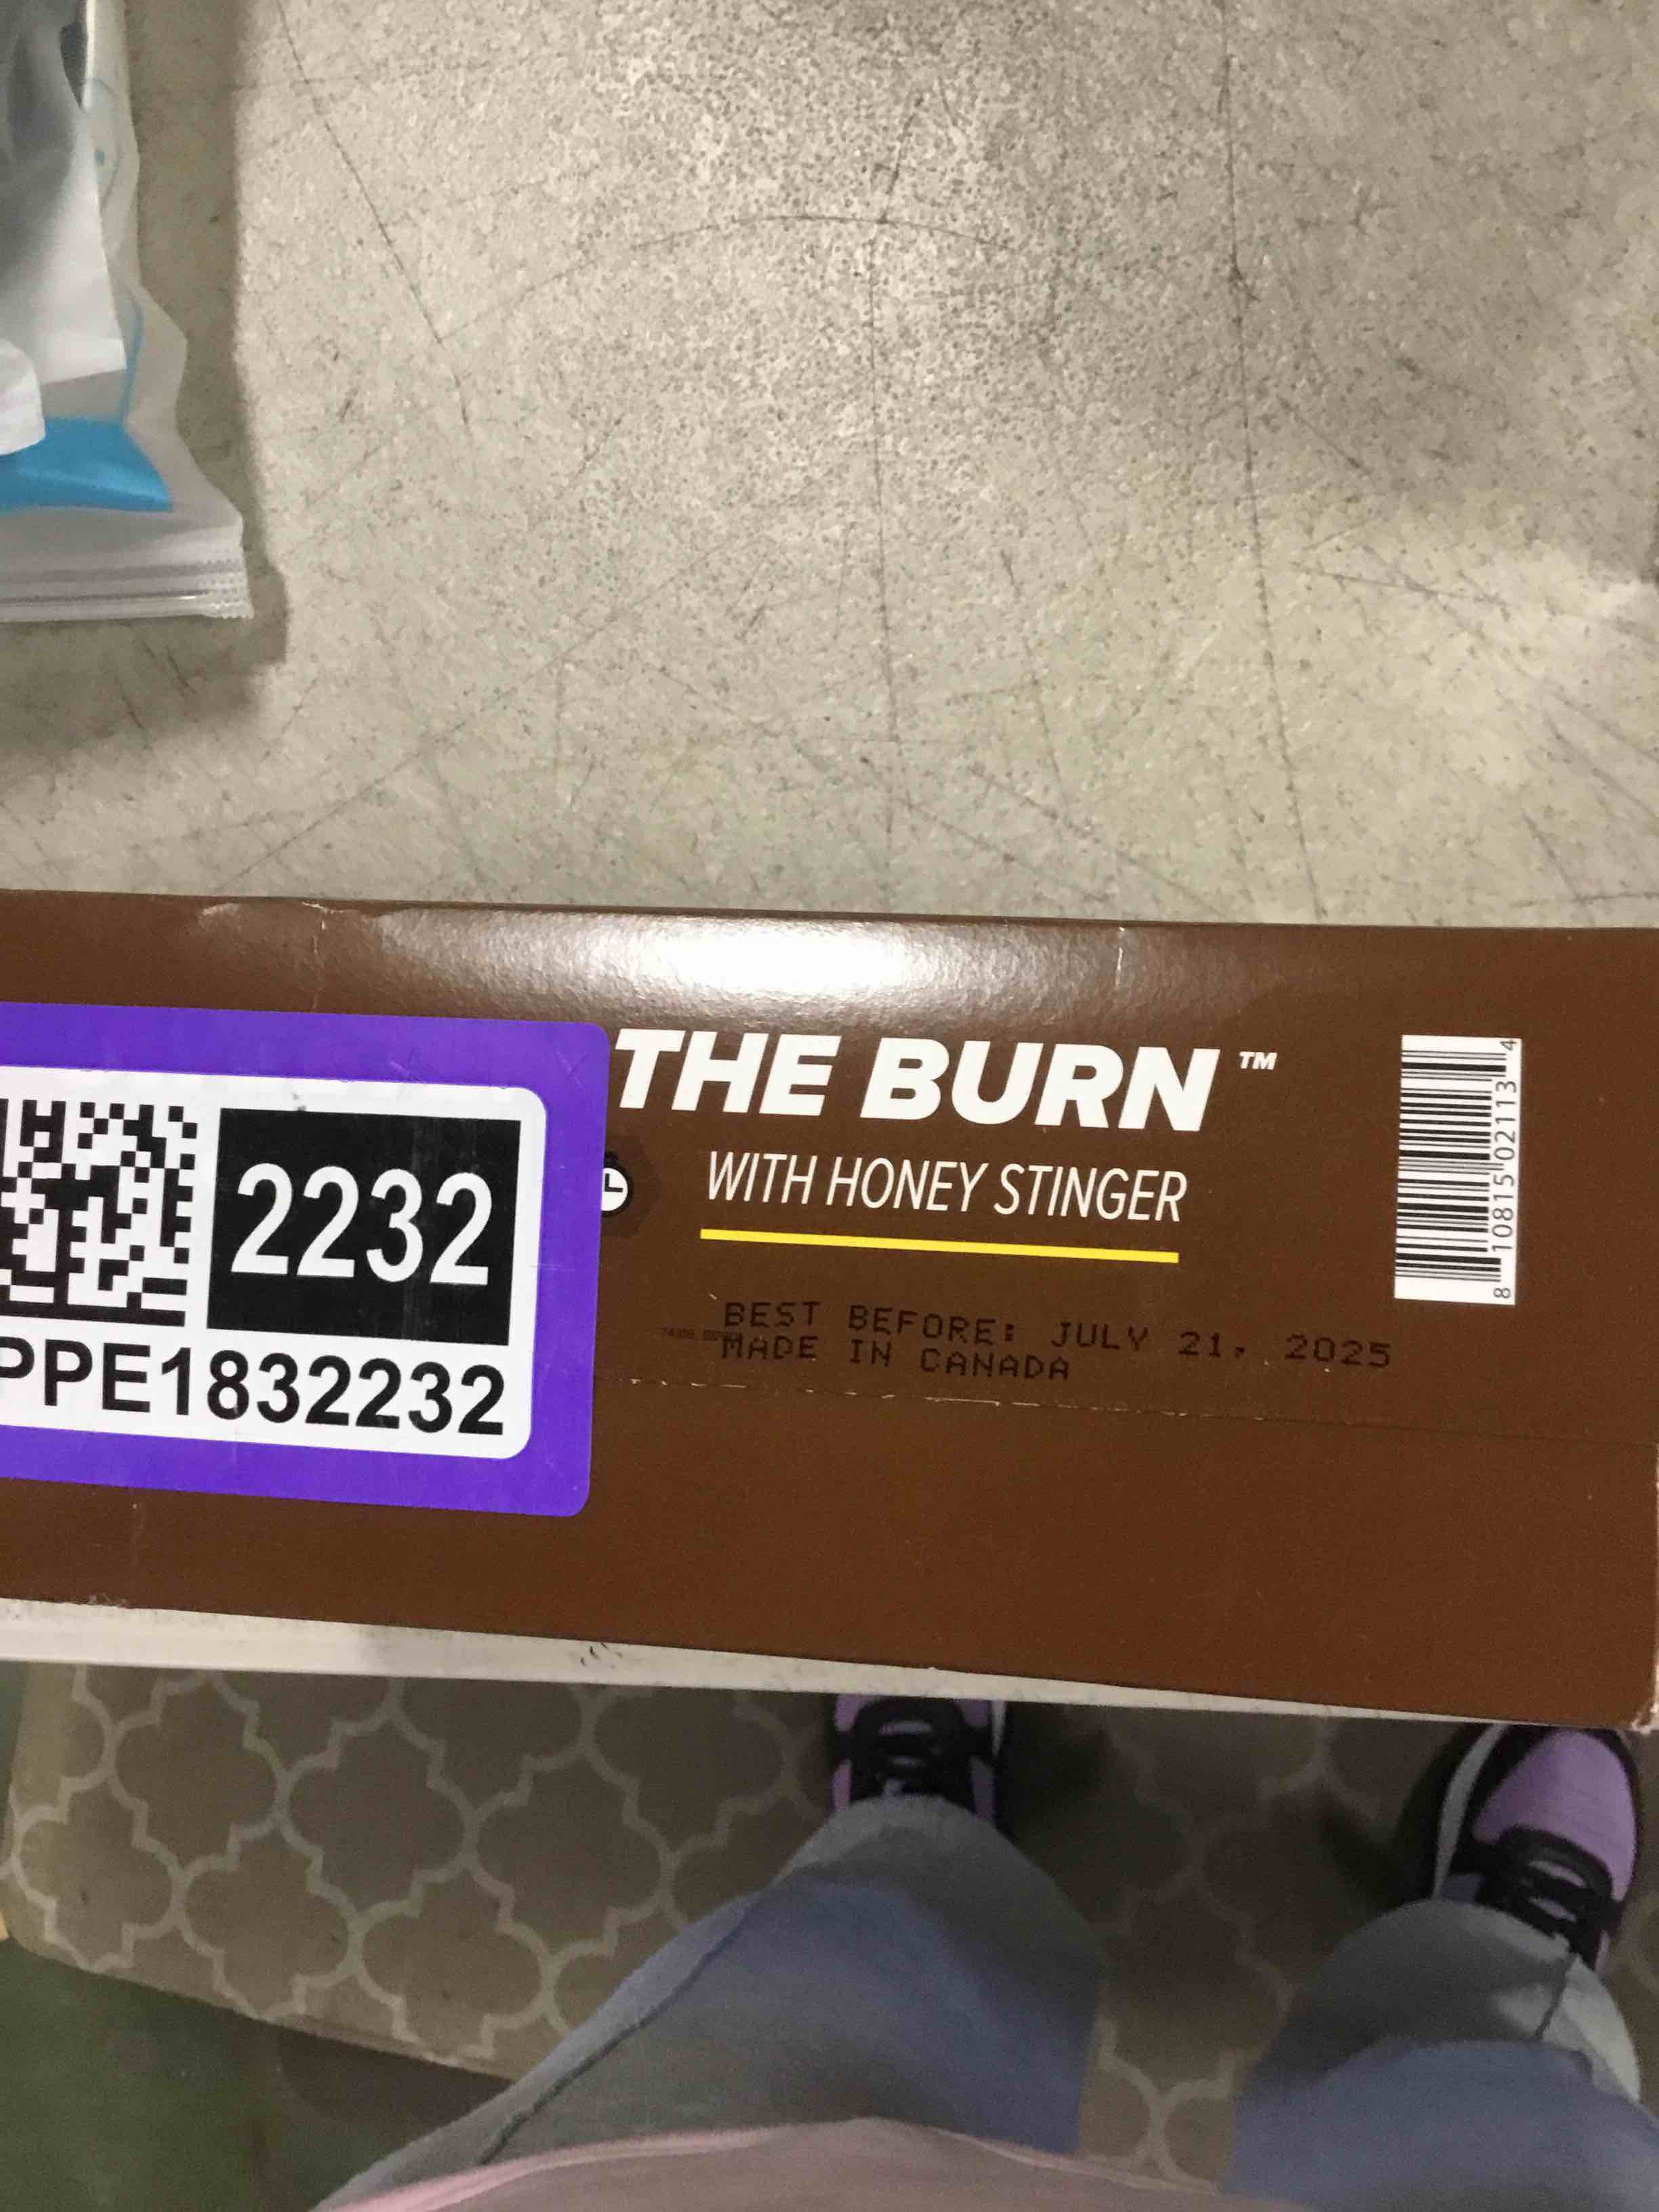 THE BURN™
WITH HONEY STINGER
2232
PPE1832232
BEST BEFORE: JULY 21, 2025
MADE IN CANADA
8 10815 02113 4